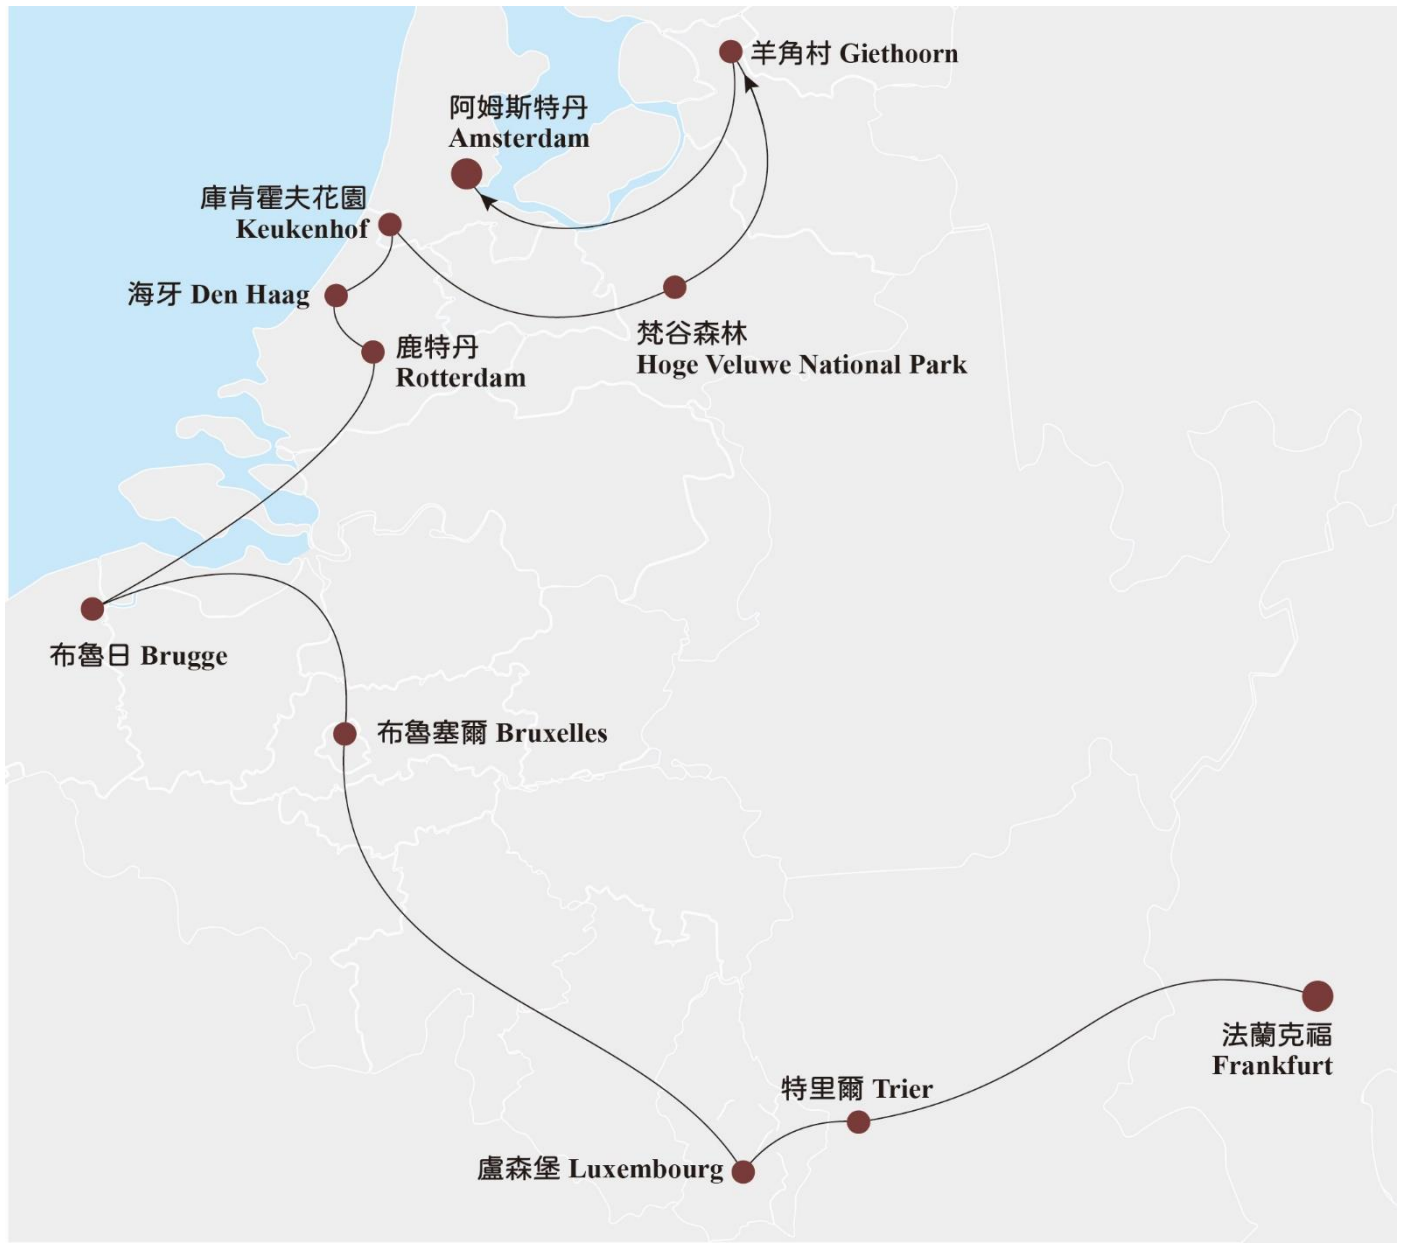 羊角村 Giethoorn
阿姆斯特丹
Amsterdam
庫肯霍夫花園
Keukenhof
海牙 Den Haag
鹿特丹
Rotterdam
梵谷森林
Hoge Veluwe National Park
布魯日 Brugge
布魯塞爾 Bruxelles
法蘭克福
Frankfurt
特里爾 Trier
盧森堡 Luxembourg